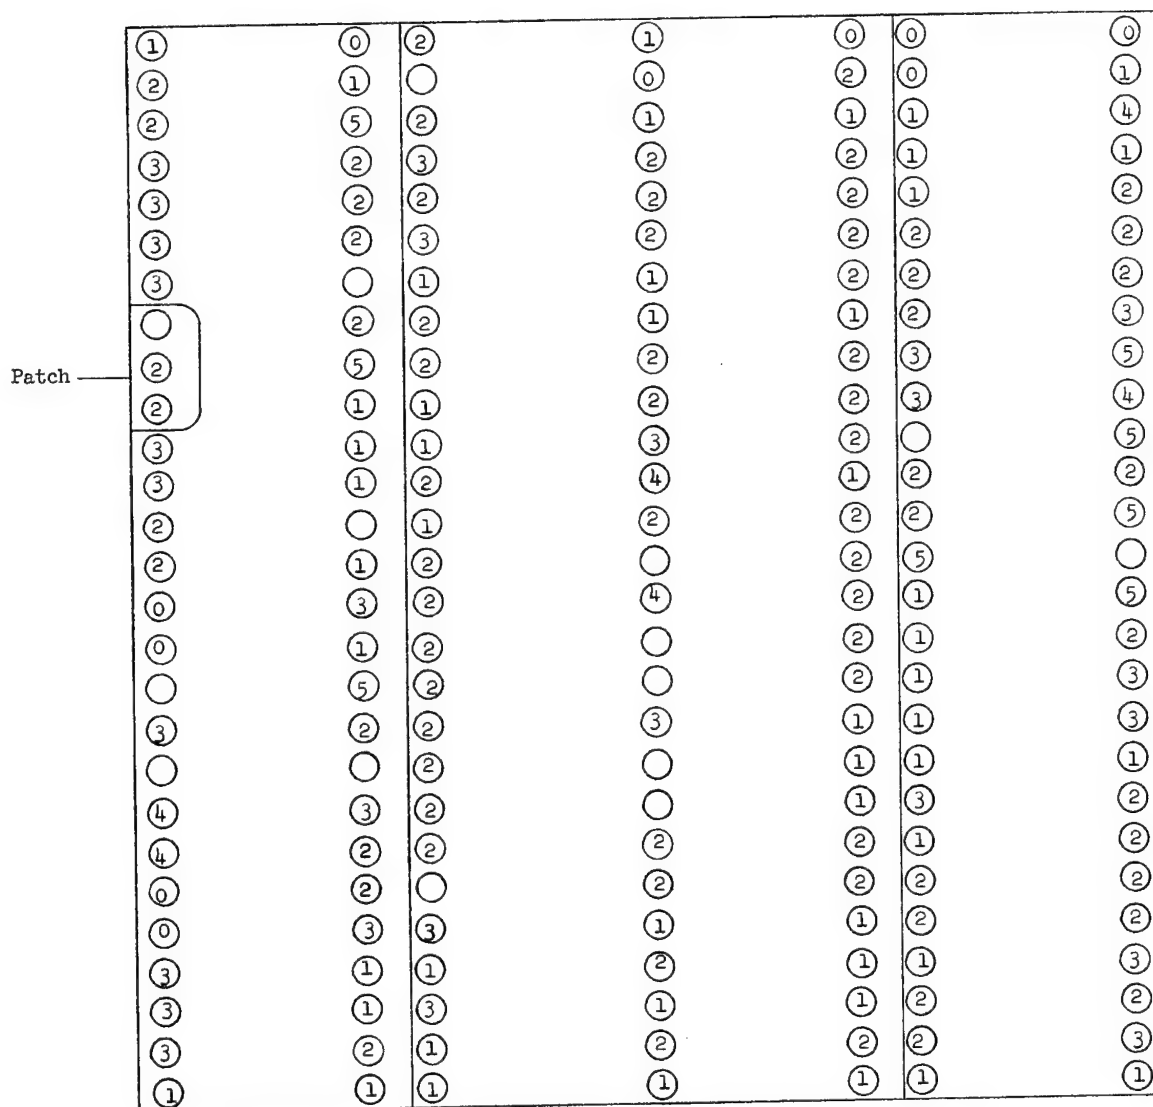 1 0 2 1 0 0 0
2 1 0 2 0 1
2 5 2 1 1 1 4
3 2 3 2 2 1 1
3 2 2 2 2 1 2
3 2 3 2 2 2 2
3 1 1 2 2 2
2 2 1 1 2 3
Patch 2 5 2 2 2 3 5
2 1 1 2 2 3 4
3 1 1 3 2 5
3 1 2 4 1 2 2
2 1 2 2 2 5
2 1 2 2 5
0 3 2 4 2 1 5
0 1 2 2 1 2
5 2 2 1 3
3 2 2 3 1 1 3
2 1 1 1
4 3 2 1 3 2
4 2 2 2 2 1 2
0 2 2 2 2 2
0 3 3 1 1 2 2
3 1 1 2 1 1 3
3 1 3 1 1 2 2
3 2 1 2 2 2 3
1 1 1 1 1 1 1